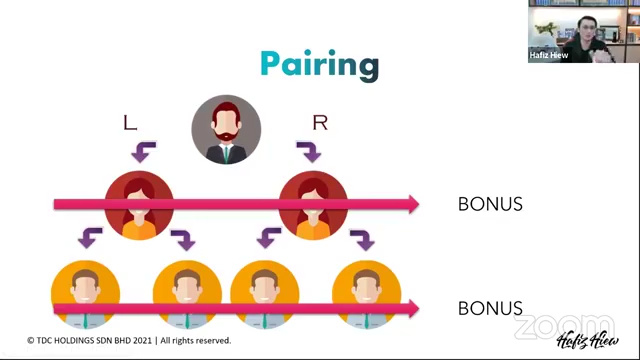 Hafiz Hiew
Pairing
L
R
BONUS
BONUS
zoom
© TDC HOLDINGS SDN BHD 2021 | All rights reserved.
Hafiz Hiew